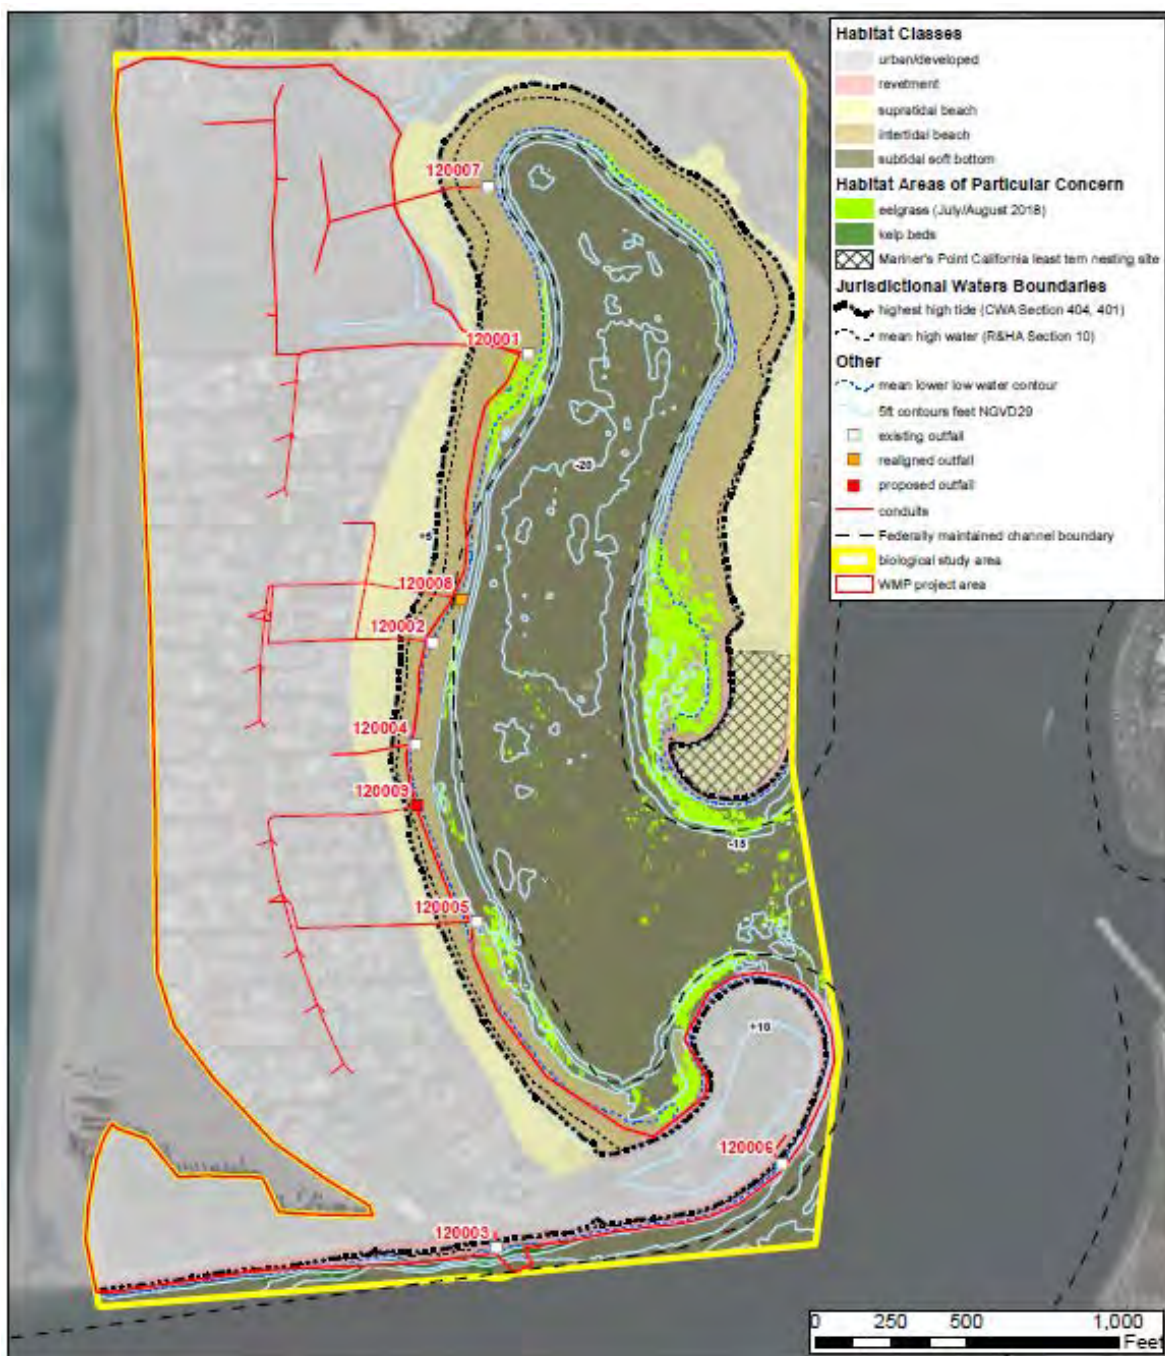 Habitat Classes
urban/developed
revetment
supratidal beach
intertidal beach
subtidal soft bottom
Habitat Areas of Particular Concern
eelgrass (July/August 2018)
kelp beds
Mariner's Point California least tern nesting site
Jurisdictional Waters Boundaries
highest high tide (CWA Section 404, 401)
mean high water (R&HA Section 10)
Other
mean lower low water contour
5ft contours feet NGVD29
existing outfall
realigned outfall
proposed outfall
conduits
Federally maintained channel boundary
biological study area
WMP project area
120007
120001
-20
+5
120008
120002
120004
120009
-15
120005
+10
120006
120003
0 250 500 1,000
Feet